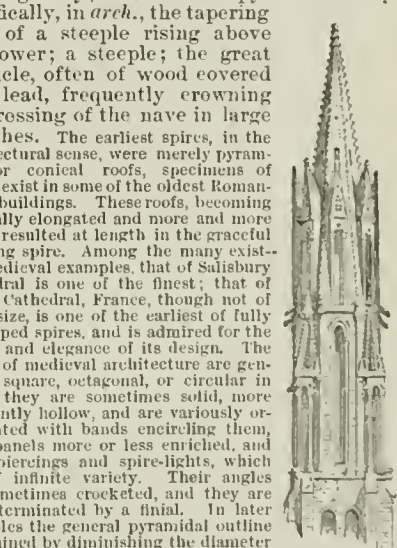 fically, in arch., the tapering
of a steeple rising above
ower; a steeple; the great
cle, often of wood eovered
lead, frequently erowning
rossing of the nave in large
hes. The earliest spires, in the
ectural sense, were merely pyram-
or conical roofs, specimens of
exist in some of the oldest Roman-
buildings. These roofs, becoming
ally elongated and more and more
resulted at length in the graceful
ng spire. Among the many exist-
edieval examples, that of Salisbury
dral is one of the finest; that of
Cathedral, France, though not of
size, is one of the earliest of fully
ped spires, and is admired for the
and elegance of its design. The
of medieval architecture are gen-
square, octagonal, or circular in
they are sometimes solid, more
ntly hollow, and are variously or-
ted with bands encircling them,
panels more or less enriched, and
piercings and spire-lights, which
f infinite variety. Their angles
metimes crocketed, and they are
terminated by a finial. In later
les the general pyramidal outline
ined by diminishing the diameter